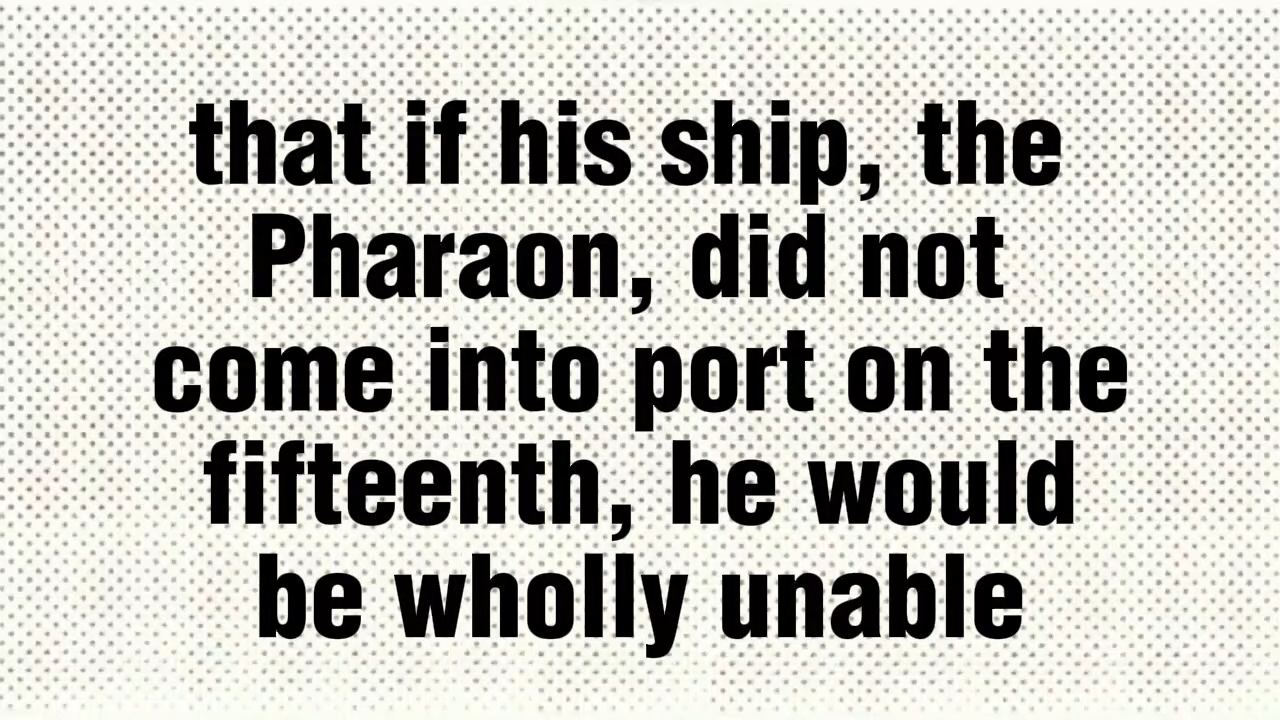 that if his ship, the
Pharaon, did not
come into port on the
fifteenth, he would
be wholly unable